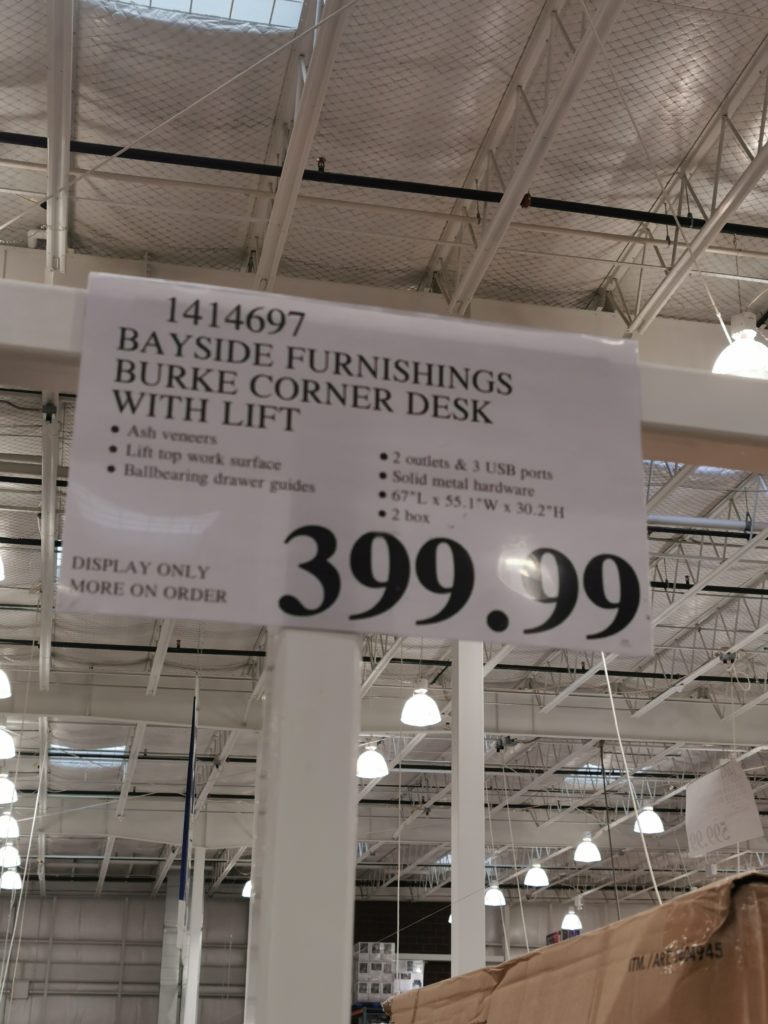 1414697
BAYSIDE FURNISHINGS
BURKE CORNER DESK
WITH LIFT
• Ash veneers
• Lift top work surface
• Ballbearing drawer guides
• 2 outlets & 3 USB ports
• Solid metal hardware
• 67"L x 55.1"W x 30.2"H
• 2 box
DISPLAY ONLY
MORE ON ORDER
399.99
ITM./ART.